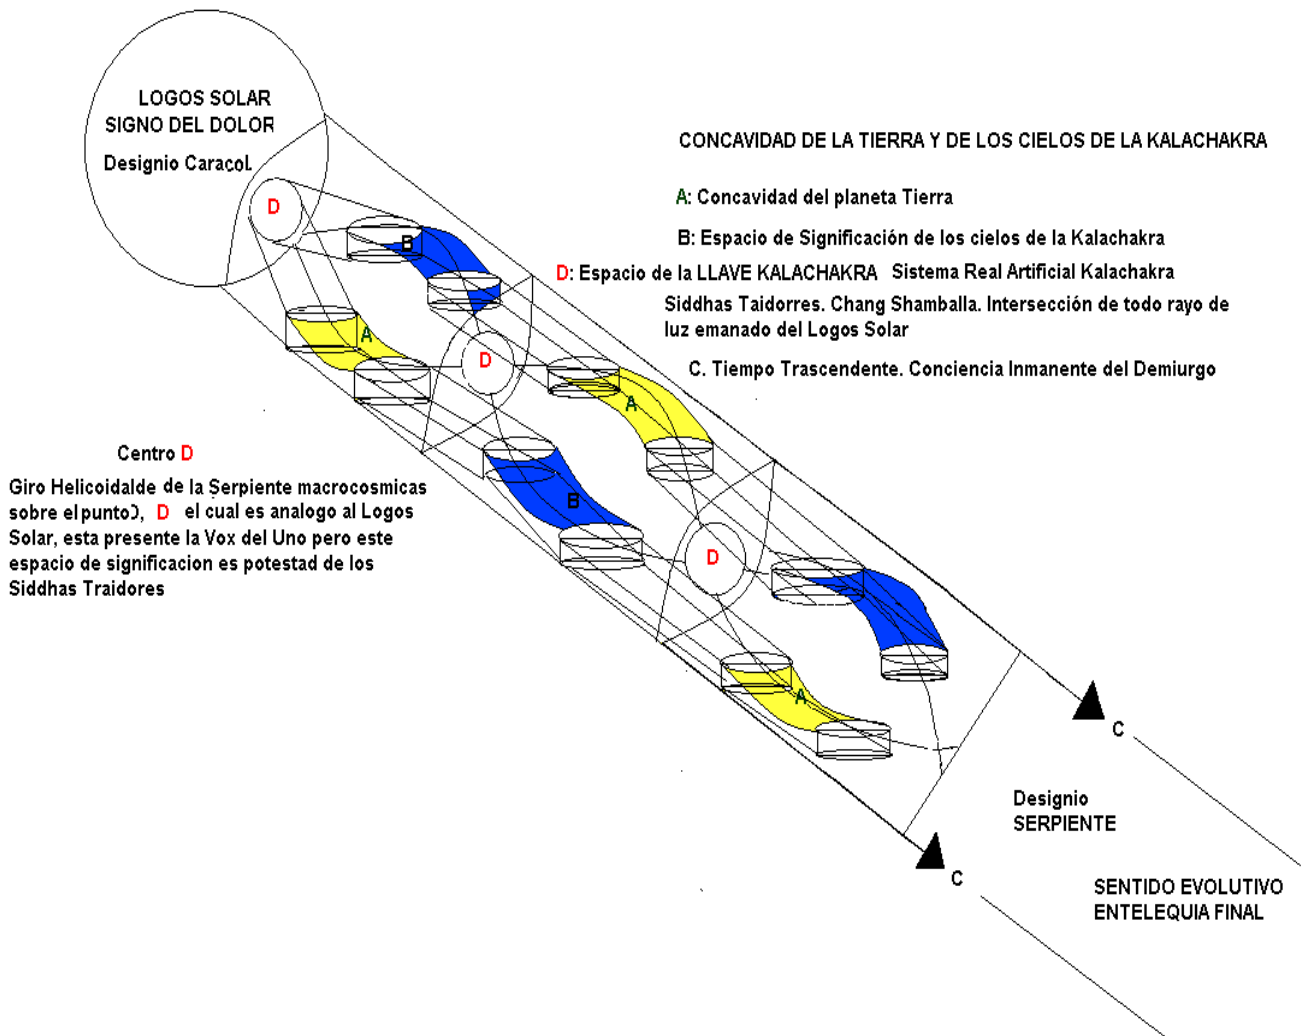 LOGOS SOLAR
SIGNO DEL DOLOR
Designio Caracol
CONCAVIDAD DE LA TIERRA Y DE LOS CIELOS DE LA KALACHAKRA
A: Concavidad del planeta Tierra
B: Espacio de Significación de los cielos de la Kalachakra
D: Espacio de la LLAVE KALACHAKRA Sistema Real Artificial Kalachakra
Siddhas Taidorres. Chang Shamballa. Intersección de todo rayo de
luz emanado del Logos Solar
C. Tiempo Trascendente. Conciencia Inmanente del Demiurgo
D
B
A
D
A
B
D
A
Centro D
Giro Helicoidalde de la Serpiente macrocosmicas
sobre el punto), D el cual es analogo al Logos
Solar, esta presente la Vox del Uno pero este
espacio de significacion es potestad de los
Siddhas Traidores
C
C
Designio
SERPIENTE
SENTIDO EVOLUTIVO
ENTELEQUIA FINAL